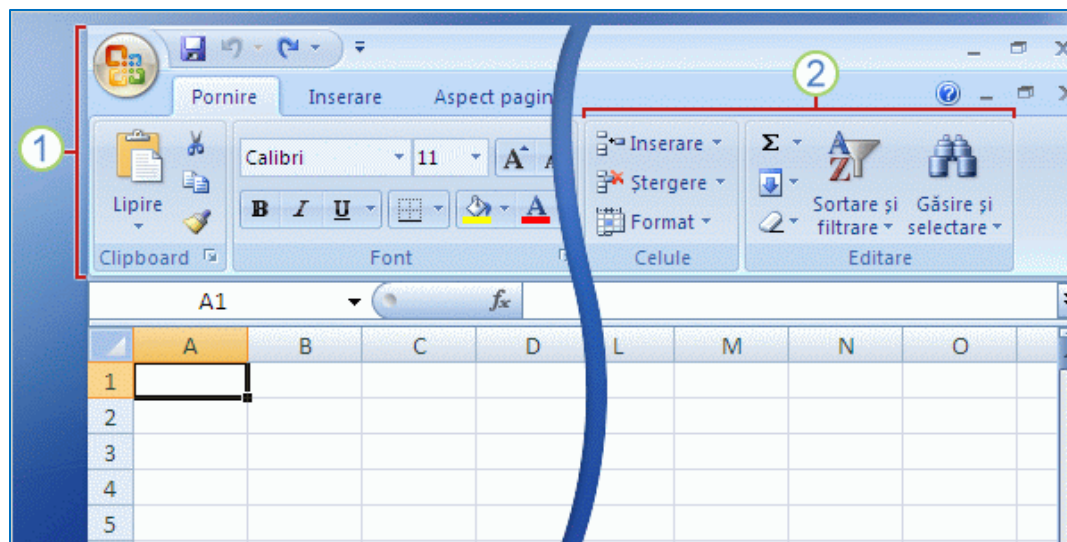 1
2
Pornire Inserare Aspect pagin
Calibri 11 A
Inserare Σ
Ștergere
B I U A
Format
Lipire
Sortare și filtrare
Găsire și selectare
Clipboard Font Celule Editare
A1 fx
A B C D L M N O
1
2
3
4
5